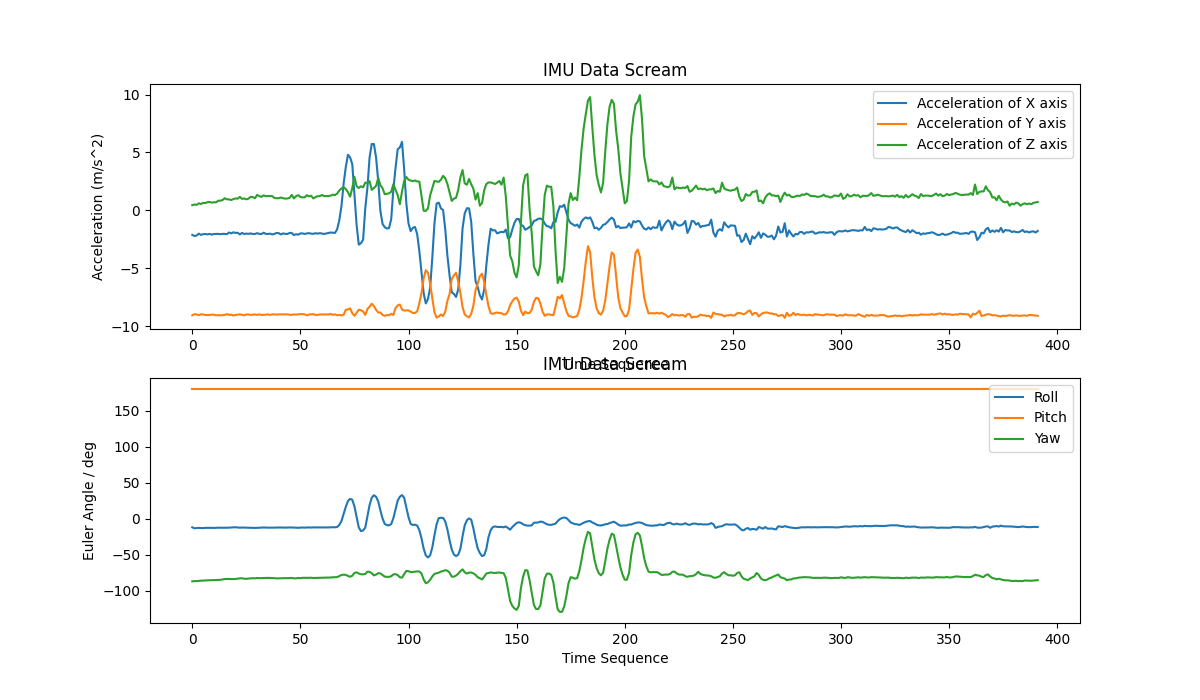 IMU Data Scream
Acceleration (m/s^2)
10
5
0
−5
−10
Acceleration of X axis
Acceleration of Y axis
Acceleration of Z axis
0 50 100 150 200 250 300 350 400
Time Sequence
IMU Data Scream
Euler Angle / deg
150
100
50
0
−50
−100
Roll
Pitch
Yaw
0 50 100 150 200 250 300 350 400
Time Sequence